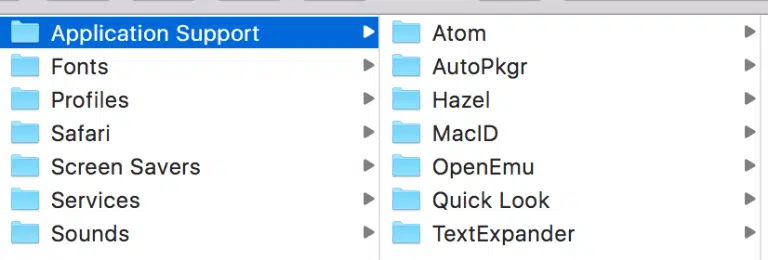 Application Support
Fonts
Profiles
Safari
Screen Savers
Services
Sounds
Atom
AutoPkgr
Hazel
MacID
OpenEmu
Quick Look
TextExpander